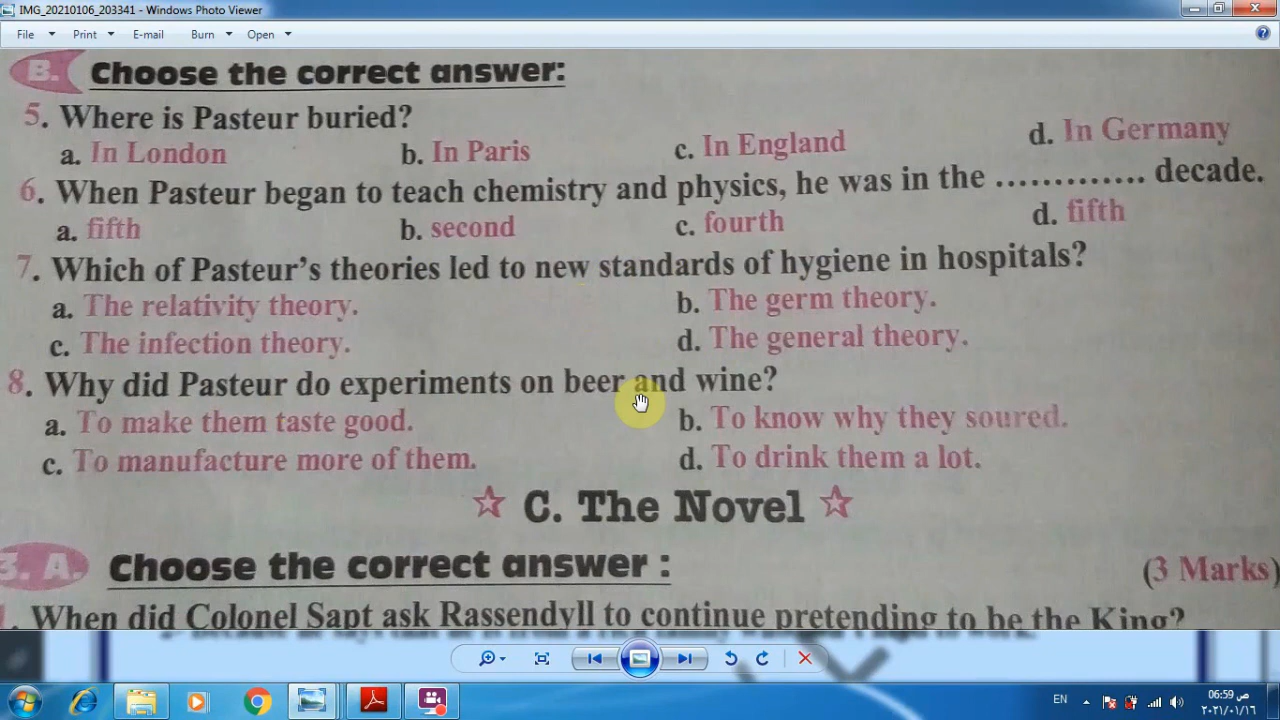 IMG_20210106_203341 - Windows Photo Viewer
File Print E-mail Burn Open
B. Choose the correct answer:
5. Where is Pasteur buried?
a. In London b. In Paris c. In England d. In Germany
6. When Pasteur began to teach chemistry and physics, he was in the .............. decade.
a. fifth b. second c. fourth d. fifth
7. Which of Pasteur's theories led to new standards of hygiene in hospitals?
a. The relativity theory. b. The germ theory.
c. The infection theory. d. The general theory.
8. Why did Pasteur do experiments on beer and wine?
a. To make them taste good. b. To know why they soured.
c. To manufacture more of them. d. To drink them a lot.
C. The Novel
3. A. Choose the correct answer : (3 Marks)
. When did Colonel Sapt ask Rassendyll to continue pretending to be the King?
EN
06:59 ص
٢٠٢١/٠١/١٦